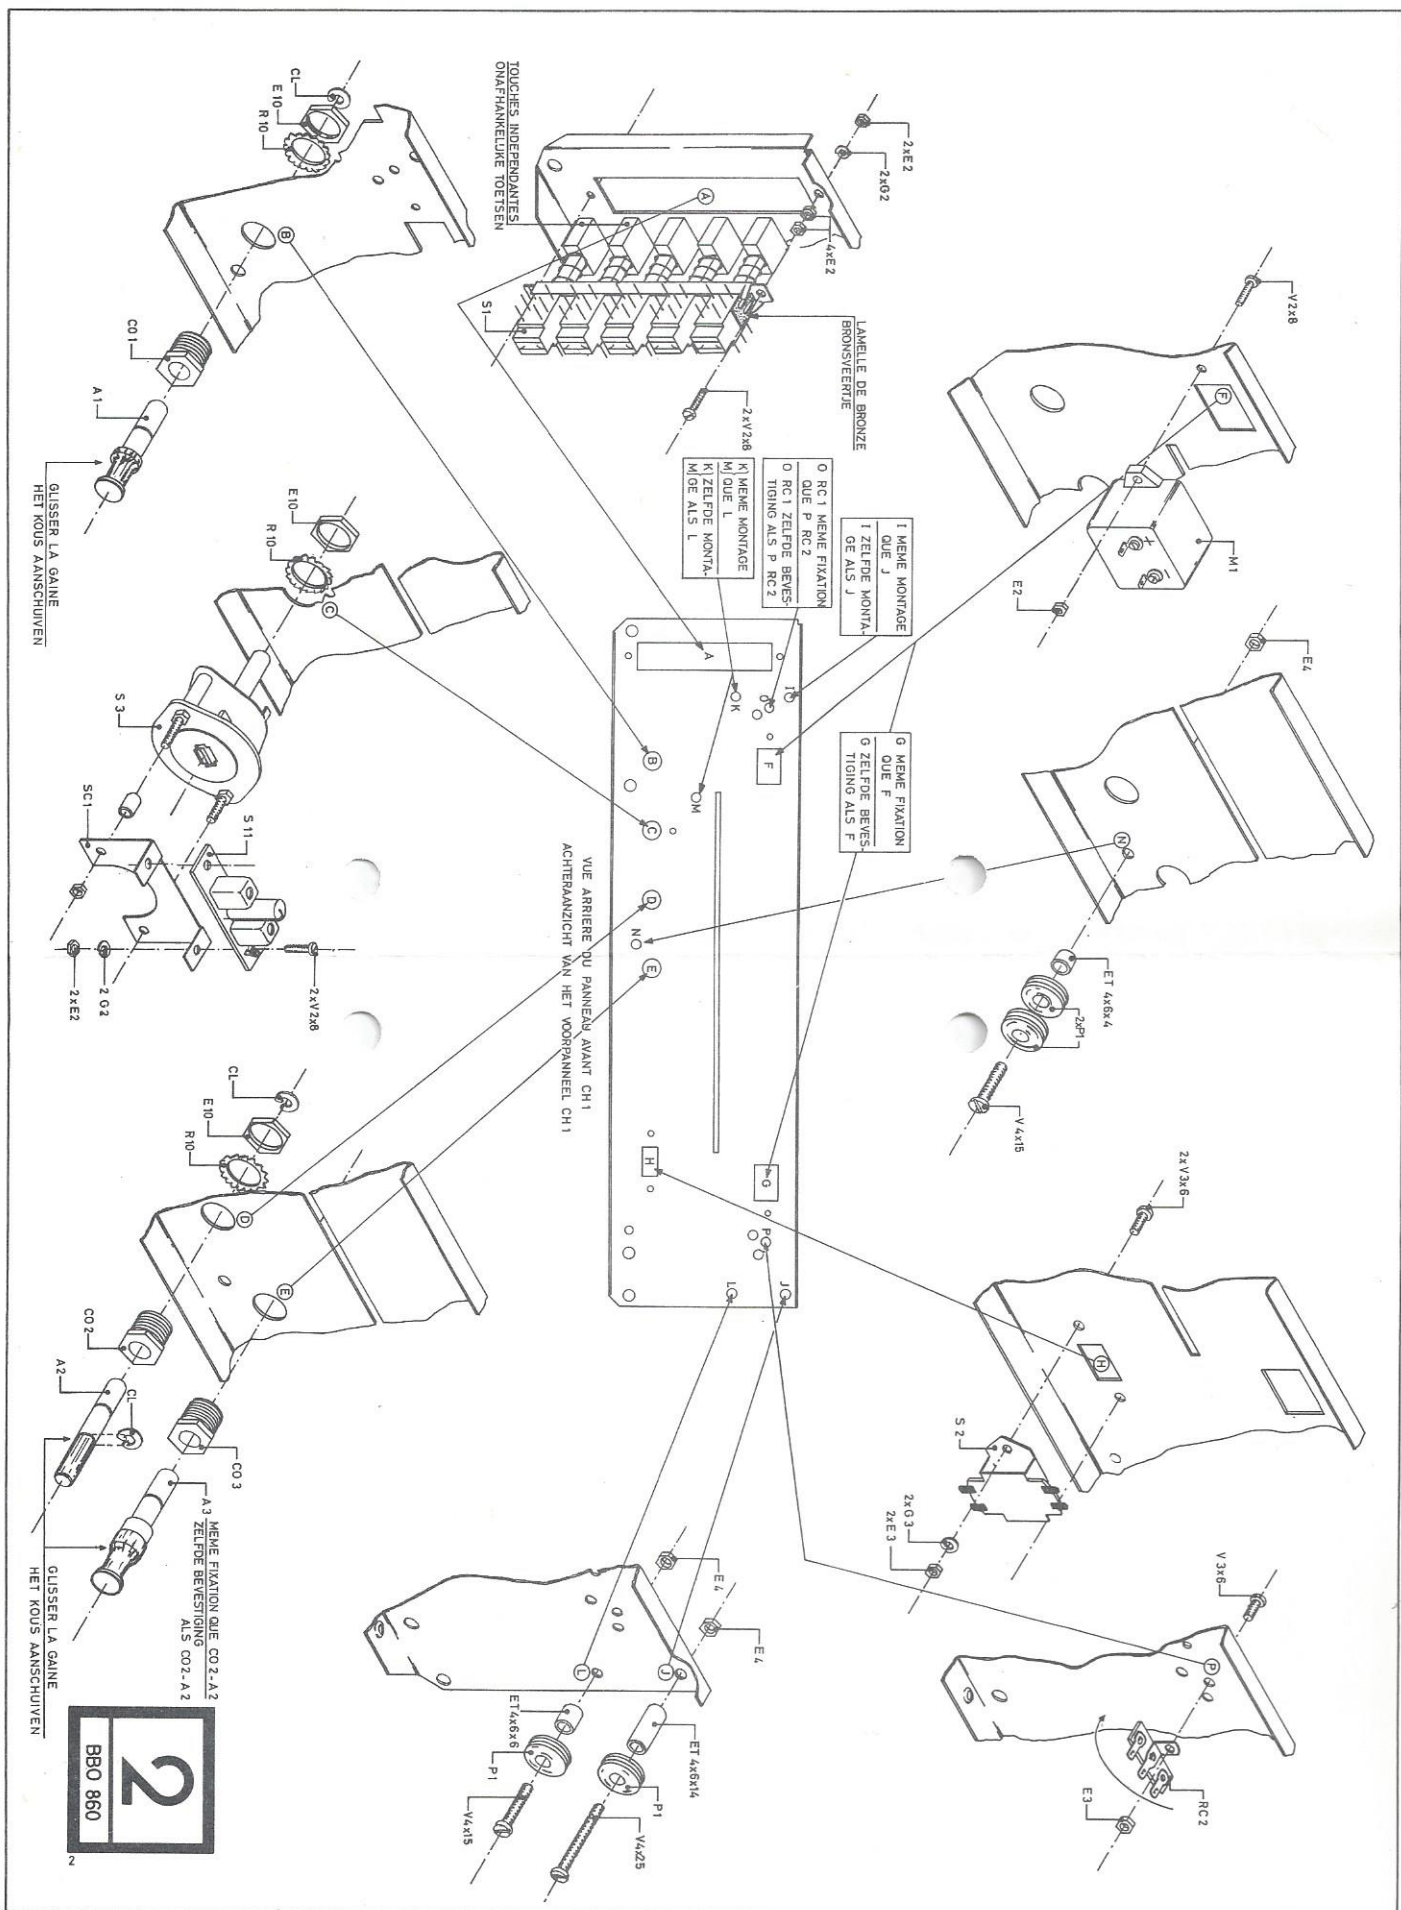 CL
E10
R10
B
CO1
A1
GLISSER LA GAINE
HET KOUS AANSCHUIVEN
TOUCHES INDEPENDANTES
ONAFHANKELIJKE TOETSEN
2xE2
2xG2
A
4xE2
S1
LAMELLE DE BRONZE
BRONSVEERTJE
2xV2x8
V2x8
F
M1
E2
E10
R10
C
S3
SC1
S11
2xE2
2G2
2xV2x8
K) MEME MONTAGE
M) QUE L
K) ZELFDE MONTA-
M) GE ALS L
O RC1 MEME FIXATION
QUE P RC2
O RC1 ZELFDE BEVES-
TIGING ALS P RC2
I MEME MONTAGE
QUE J
I ZELFDE MONTA-
GE ALS J
G MEME FIXATION
QUE F
G ZELFDE BEVES-
TIGING ALS F
A
K
O
I
F
B
M
C
D
N
E
H
G
P
L
J
VUE ARRIERE DU PANNEAU AVANT CH1
ACHTERAANZICHT VAN HET VOORPANNEEL CH1
E4
N
ET 4x6x4
2xP1
V4x15
CL
E10
R10
D
E
CO2
A2
CL
CO3
A3 MEME FIXATION QUE CO2-A2
ZELFDE BEVESTIGING
ALS CO2-A2
GLISSER LA GAINE
HET KOUS AANSCHUIVEN
2xV3x6
H
S2
2xG3
2xE3
V3x6
P
RC2
E3
E4
E4
L
J
ET4x6x6
P1
V4x15
ET 4x6x14
P1
V4x25
2
BBO 860
2